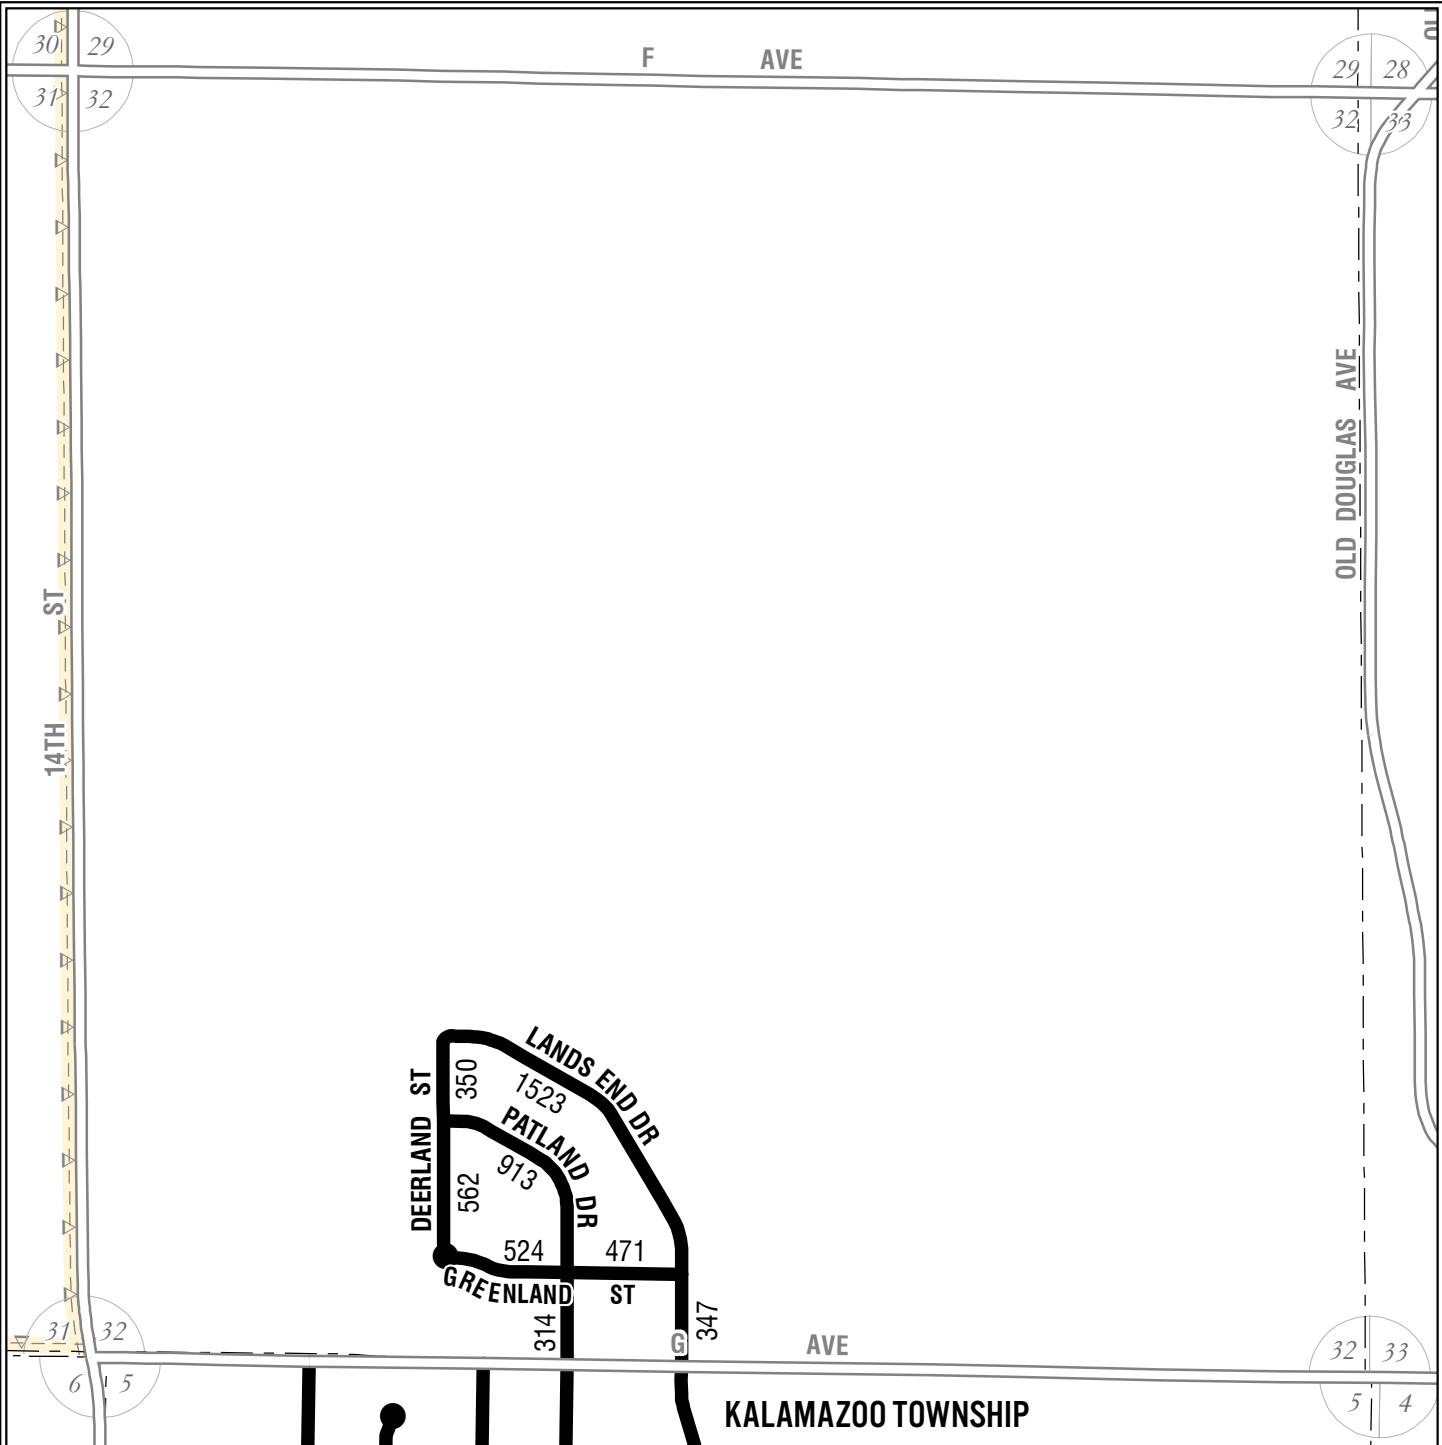 30 29
31 32
F AVE
29 28
32 33
OLD DOUGLAS AVE
14TH ST
LANDS END DR
1523
350
DEERLAND ST
PATLAND DR
913
562
524
471
GREENLAND ST
314
347
G AVE
31 32
6 5
32 33
5 4
KALAMAZOO TOWNSHIP